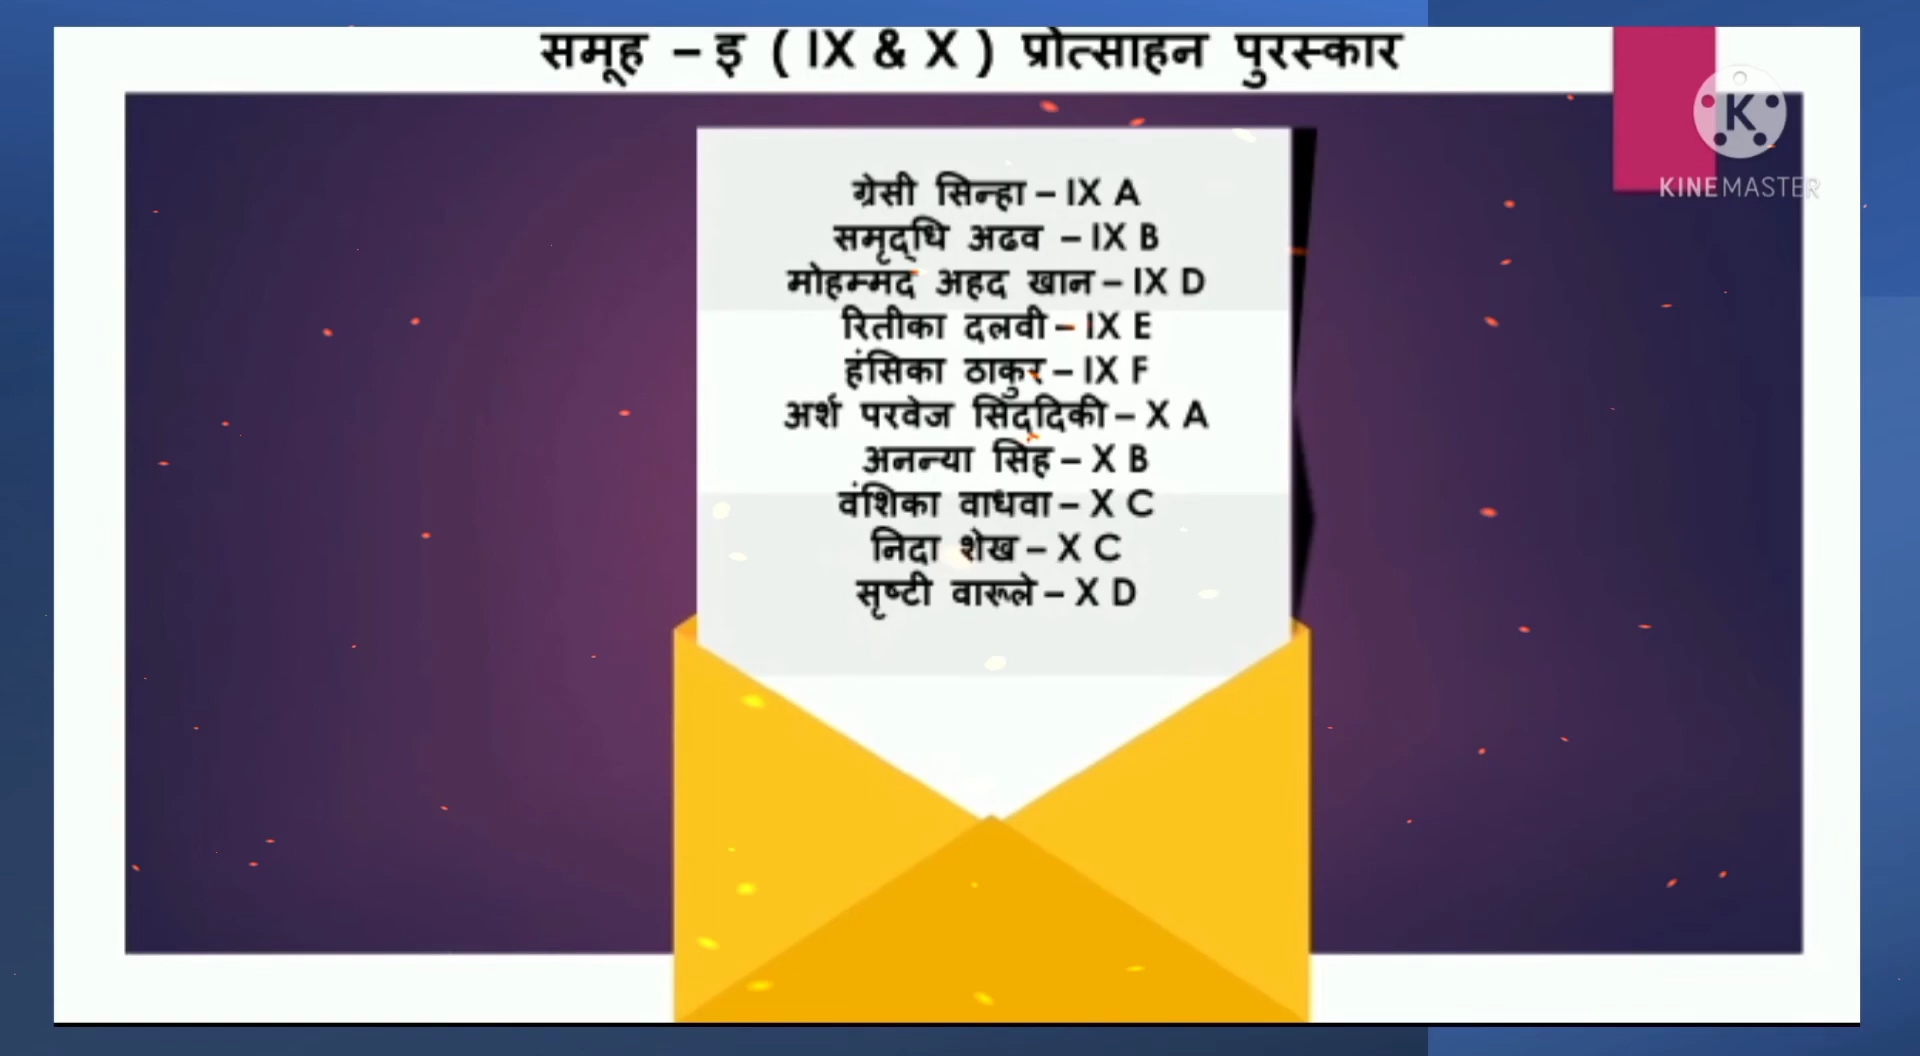 समूह – इ ( IX & X ) प्रोत्साहन पुरस्कार
K
KINEMASTER
ग्रेसी सिन्हा – IX A
समृद्धि अढव – IX B
मोहम्मद अहद खान – IX D
रितीका दलवी – IX E
हंसिका ठाकुर – IX F
अर्श परवेज सिद्दिकी – X A
अनन्या सिंह – X B
वंशिका वाधवा – X C
निदा शेख – X C
सृष्टी वारूले – X D